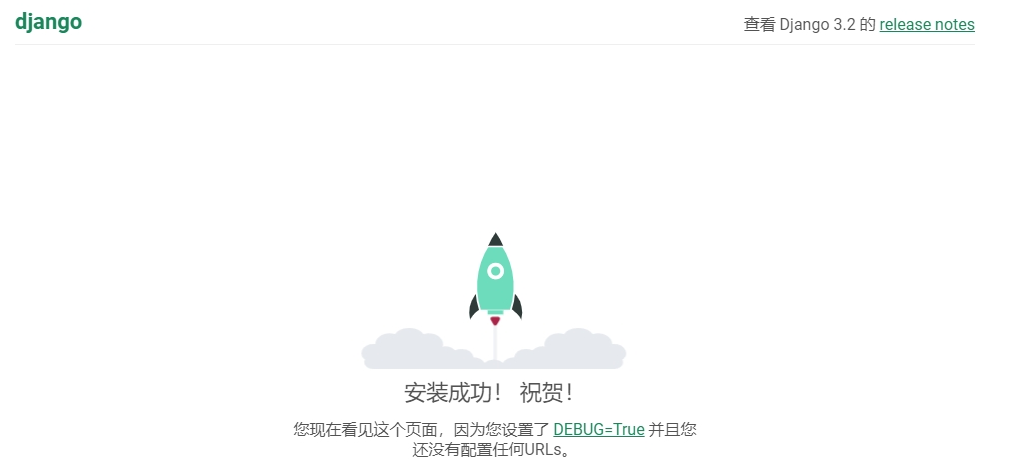 django
查看 Django 3.2 的 release notes
安装成功！ 祝贺！
您现在看见这个页面，因为您设置了 DEBUG=True 并且您
还没有配置任何URLs。